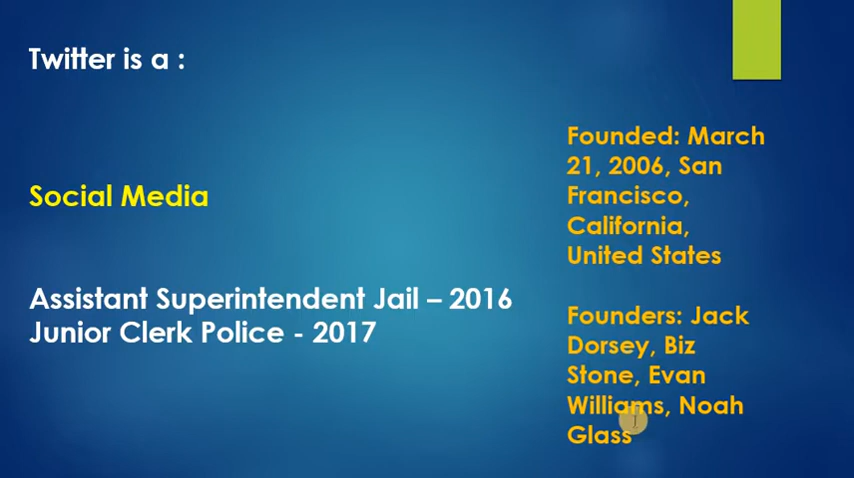 Twitter is a :
Social Media
Assistant Superintendent Jail – 2016
Junior Clerk Police - 2017
Founded: March
21, 2006, San
Francisco,
California,
United States
Founders: Jack
Dorsey, Biz
Stone, Evan
Williams, Noah
Glass